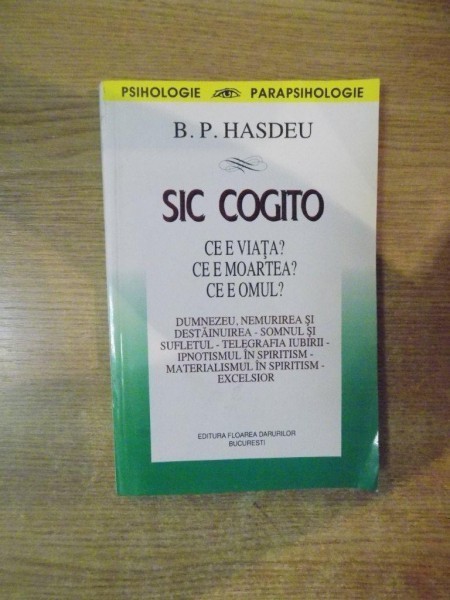 PSIHOLOGIE PARAPSIHOLOGIE
B. P. HASDEU
SIC COGITO
CE E VIAȚA?
CE E MOARTEA?
CE E OMUL?
DUMNEZEU, NEMURIREA ȘI
DESTĂINUIREA - SOMNUL ȘI
SUFLETUL - TELEGRAFIA IUBIRII -
IPNOTISMUL ÎN SPIRITISM -
MATERIALISMUL ÎN SPIRITISM -
EXCELSIOR
EDITURA FLOAREA DARURILOR
BUCUREȘTI